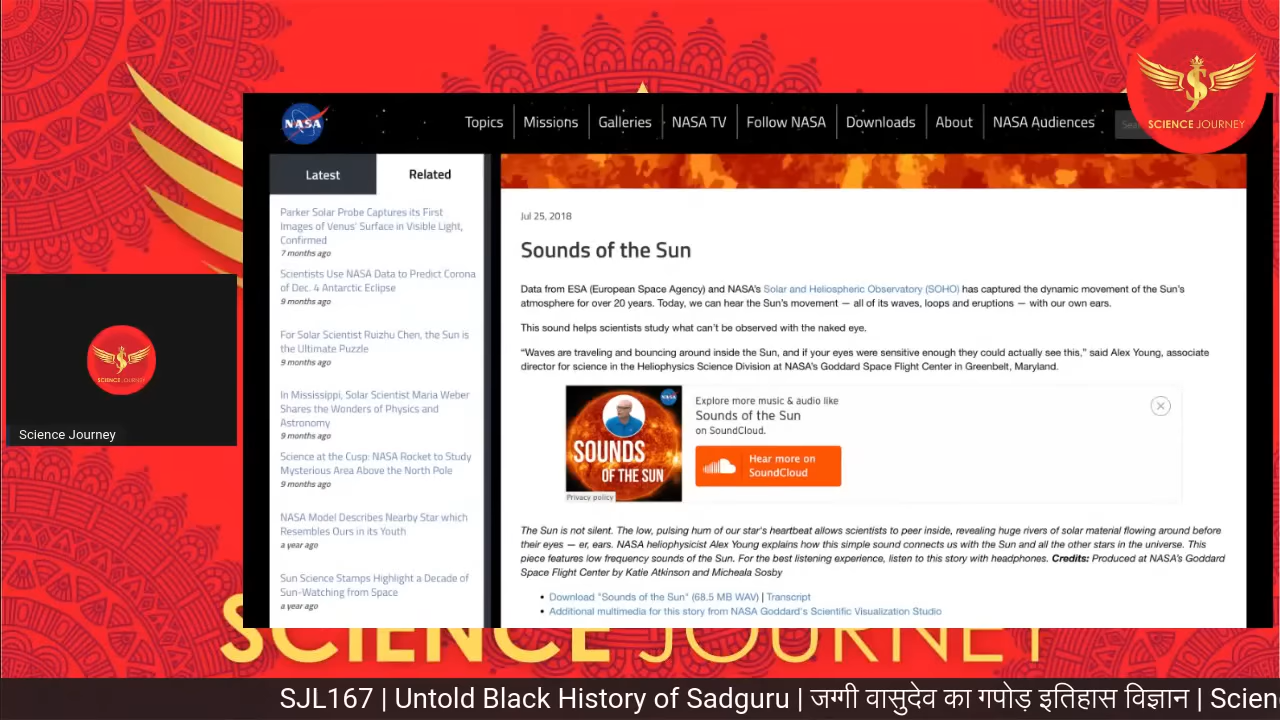 NASA
Topics
Missions
Galleries
NASA TV
Follow NASA
Downloads
About
NASA Audiences
SCIENCE JOURNEY
Latest
Related
Parker Solar Probe Captures its First
Images of Venus' Surface in Visible Light,
Confirmed
7 months ago
Scientists Use NASA Data to Predict Corona
of Dec. 4 Antarctic Eclipse
9 months ago
For Solar Scientist Ruizhu Chen, the Sun is
the Ultimate Puzzle
9 months ago
In Mississippi, Solar Scientist Maria Weber
Shares the Wonders of Physics and
Astronomy
9 months ago
Science at the Cusp: NASA Rocket to Study
Mysterious Area Above the North Pole
9 months ago
NASA Model Describes Nearby Star which
Resembles Ours in its Youth
a year ago
Sun Science Stamps Highlight a Decade of
Sun-Watching from Space
a year ago
Jul 25, 2018
Sounds of the Sun
Data from ESA (European Space Agency) and NASA's Solar and Heliospheric Observatory (SOHO) has captured the dynamic movement of the Sun's
atmosphere for over 20 years. Today, we can hear the Sun's movement — all of its waves, loops and eruptions — with our own ears.
This sound helps scientists study what can't be observed with the naked eye.
“Waves are traveling and bouncing around inside the Sun, and if your eyes were sensitive enough they could actually see this,” said Alex Young, associate
director for science in the Heliophysics Science Division at NASA's Goddard Space Flight Center in Greenbelt, Maryland.
NASA
SOUNDS
OF THE SUN
Privacy policy
Explore more music & audio like
Sounds of the Sun
on SoundCloud.
Hear more on
SoundCloud
The Sun is not silent. The low, pulsing hum of our star's heartbeat allows scientists to peer inside, revealing huge rivers of solar material flowing around before
their eyes — er, ears. NASA heliophysicist Alex Young explains how this simple sound connects us with the Sun and all the other stars in the universe. This
piece features low frequency sounds of the Sun. For the best listening experience, listen to this story with headphones. Credits: Produced at NASA's Goddard
Space Flight Center by Katie Atkinson and Micheala Sosby
• Download "Sounds of the Sun" (68.5 MB WAV) | Transcript
• Additional multimedia for this story from NASA Goddard's Scientific Visualization Studio
SCIENCE JOURNEY
Science Journey
SCIENCE JOURNEY
SJL167 | Untold Black History of Sadguru | जग्गी वासुदेव का गपोड़ इतिहास विज्ञान | Scien